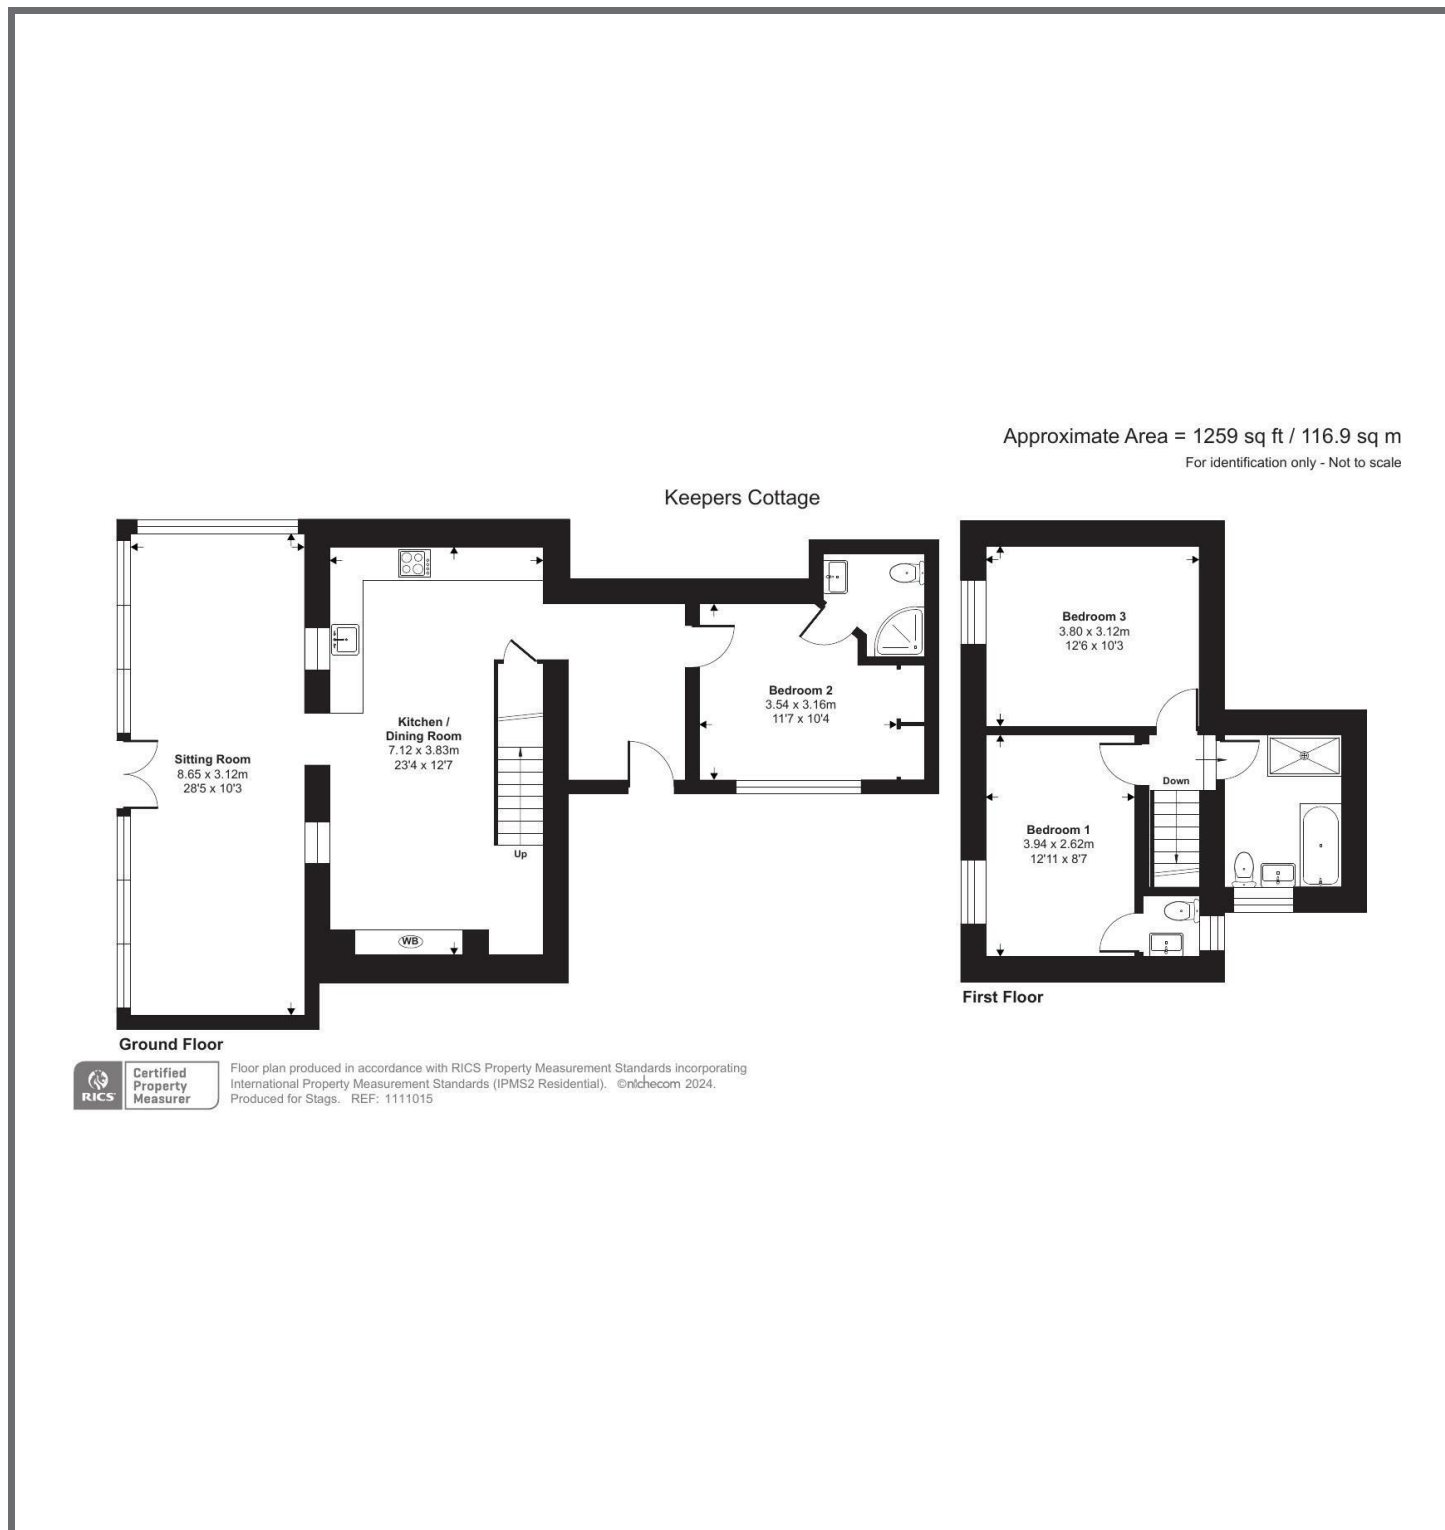 Approximate Area = 1259 sq ft / 116.9 sq m
For identification only - Not to scale
Keepers Cottage
Sitting Room
8.65 x 3.12m
28'5 x 10'3
Kitchen /
Dining Room
7.12 x 3.83m
23'4 x 12'7
Up
WB
Bedroom 2
3.54 x 3.16m
11'7 x 10'4
Ground Floor
Bedroom 3
3.80 x 3.12m
12'6 x 10'3
Bedroom 1
3.94 x 2.62m
12'11 x 8'7
Down
First Floor
RICS
Certified
Property
Measurer
Floor plan produced in accordance with RICS Property Measurement Standards incorporating
International Property Measurement Standards (IPMS2 Residential). ©nichecom 2024.
Produced for Stags. REF: 1111015